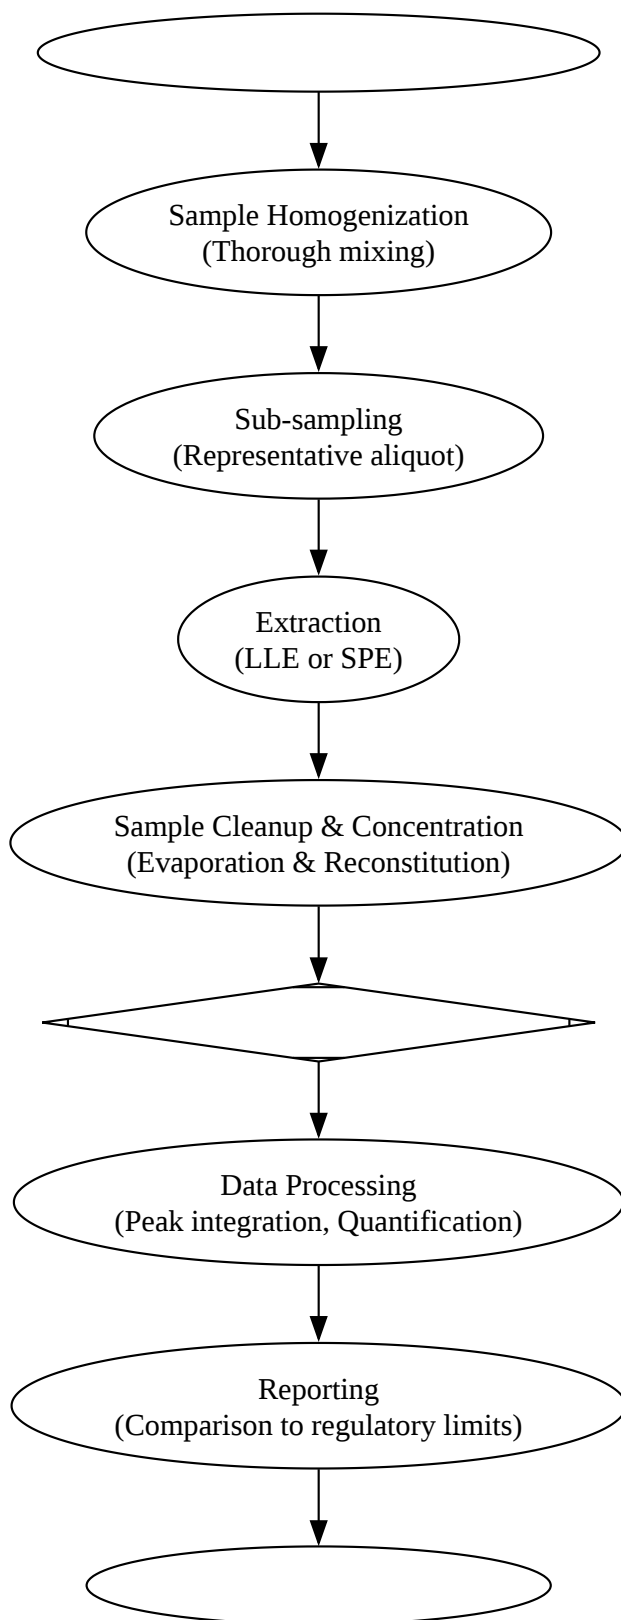 Sample Homogenization
(Thorough mixing)
Sub-sampling
(Representative aliquot)
Extraction
(LLE or SPE)
Sample Cleanup & Concentration
(Evaporation & Reconstitution)
Data Processing
(Peak integration, Quantification)
Reporting
(Comparison to regulatory limits)